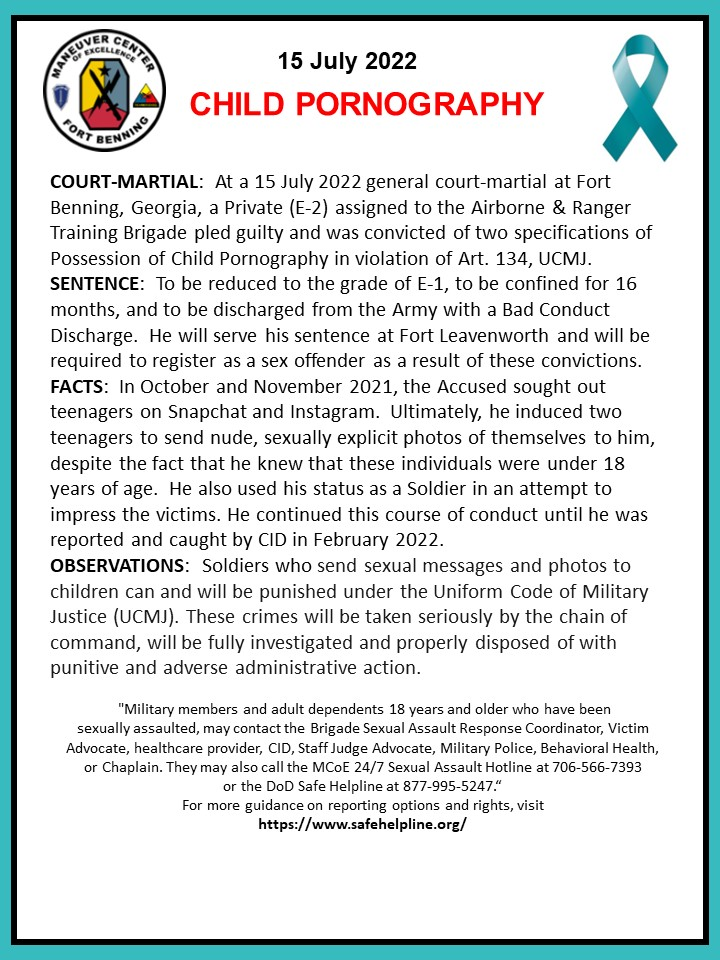 MANEUVER CENTER
OF EXCELLENCE
FORT BENNING
15 July 2022
CHILD PORNOGRAPHY
COURT-MARTIAL:  At a 15 July 2022 general court-martial at Fort
Benning, Georgia, a Private (E-2) assigned to the Airborne & Ranger
Training Brigade pled guilty and was convicted of two specifications of
Possession of Child Pornography in violation of Art. 134, UCMJ.
SENTENCE:  To be reduced to the grade of E-1, to be confined for 16
months, and to be discharged from the Army with a Bad Conduct
Discharge.  He will serve his sentence at Fort Leavenworth and will be
required to register as a sex offender as a result of these convictions.
FACTS:  In October and November 2021, the Accused sought out
teenagers on Snapchat and Instagram.  Ultimately, he induced two
teenagers to send nude, sexually explicit photos of themselves to him,
despite the fact that he knew that these individuals were under 18
years of age.  He also used his status as a Soldier in an attempt to
impress the victims. He continued this course of conduct until he was
reported and caught by CID in February 2022.
OBSERVATIONS:  Soldiers who send sexual messages and photos to
children can and will be punished under the Uniform Code of Military
Justice (UCMJ). These crimes will be taken seriously by the chain of
command, will be fully investigated and properly disposed of with
punitive and adverse administrative action.
"Military members and adult dependents 18 years and older who have been
sexually assaulted, may contact the Brigade Sexual Assault Response Coordinator, Victim
Advocate, healthcare provider, CID, Staff Judge Advocate, Military Police, Behavioral Health,
or Chaplain. They may also call the MCoE 24/7 Sexual Assault Hotline at 706-566-7393
or the DoD Safe Helpline at 877-995-5247.“
For more guidance on reporting options and rights, visit
https://www.safehelpline.org/